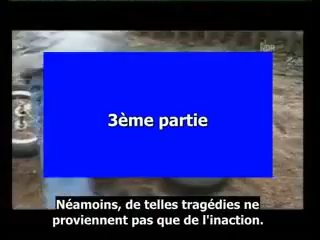 3ème partie
Néamoins, de telles tragédies ne
proviennent pas que de l'inaction.